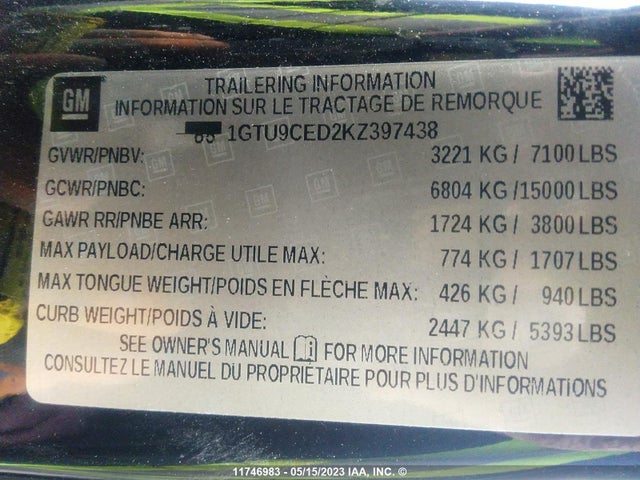 GM
TRAILERING INFORMATION
INFORMATION SUR LE TRACTAGE DE REMORQUE
1GTU9CED2KZ397438
GVWR/PNBV: 3221 KG / 7100 LBS
GCWR/PNBC: 6804 KG /15000 LBS
GAWR RR/PNBE ARR: 1724 KG / 3800 LBS
MAX PAYLOAD/CHARGE UTILE MAX: 774 KG / 1707 LBS
MAX TONGUE WEIGHT/POIDS EN FLÈCHE MAX: 426 KG / 940 LBS
CURB WEIGHT/POIDS À VIDE: 2447 KG / 5393 LBS
SEE OWNER'S MANUAL FOR MORE INFORMATION
CONSULTEZ LE MANUEL DU PROPRIÉTAIRE POUR PLUS D'INFORMATIONS
11746983 - 05/15/2023 IAA, INC. ©